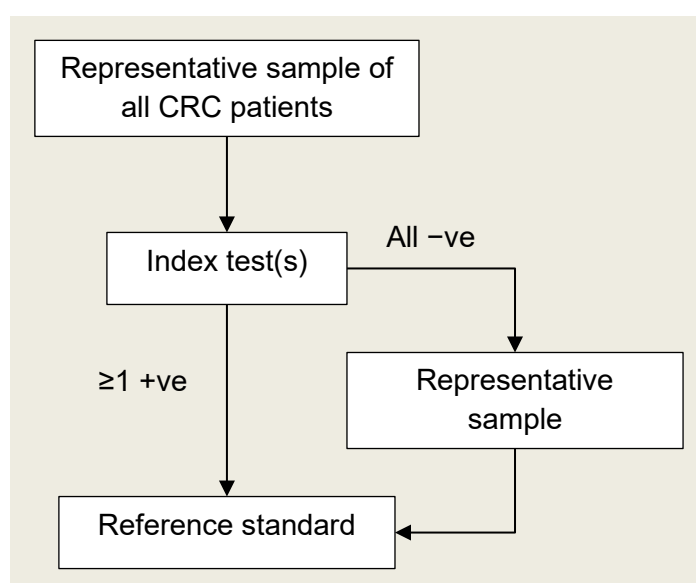 Representative sample of
all CRC patients
Index test(s)
All −ve
≥1 +ve
Representative
sample
Reference standard